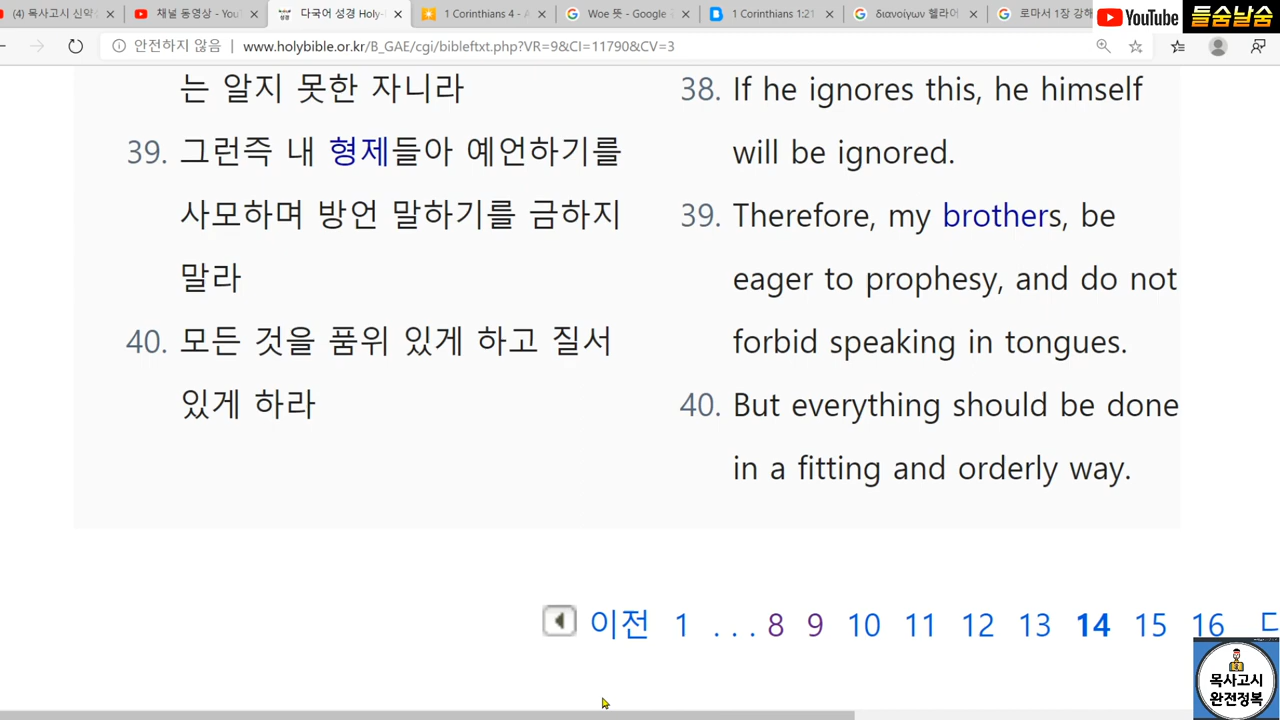 (4) 목사고시 신약
채널 동영상 - You
다국어 성경 Holy-
1 Corinthians - A
Woe 뜻 - Google
1 Corinthians 1:21
διανοίγων 헬라어
로마서 1장 강해
YouTube
들숨날숨
안전하지 않음 | www.holybible.or.kr/B_GAE/cgi/bibleftxt.php?VR=9&CI=11790&CV=3
는 알지 못한 자니라
39. 그런즉 내 형제들아 예언하기를
사모하며 방언 말하기를 금하지
말라
40. 모든 것을 품위 있게 하고 질서
있게 하라
38. If he ignores this, he himself
will be ignored.
39. Therefore, my brothers, be
eager to prophesy, and do not
forbid speaking in tongues.
40. But everything should be done
in a fitting and orderly way.
이전 1 ... 8 9 10 11 12 13 14 15 16
목사고시
완전정복